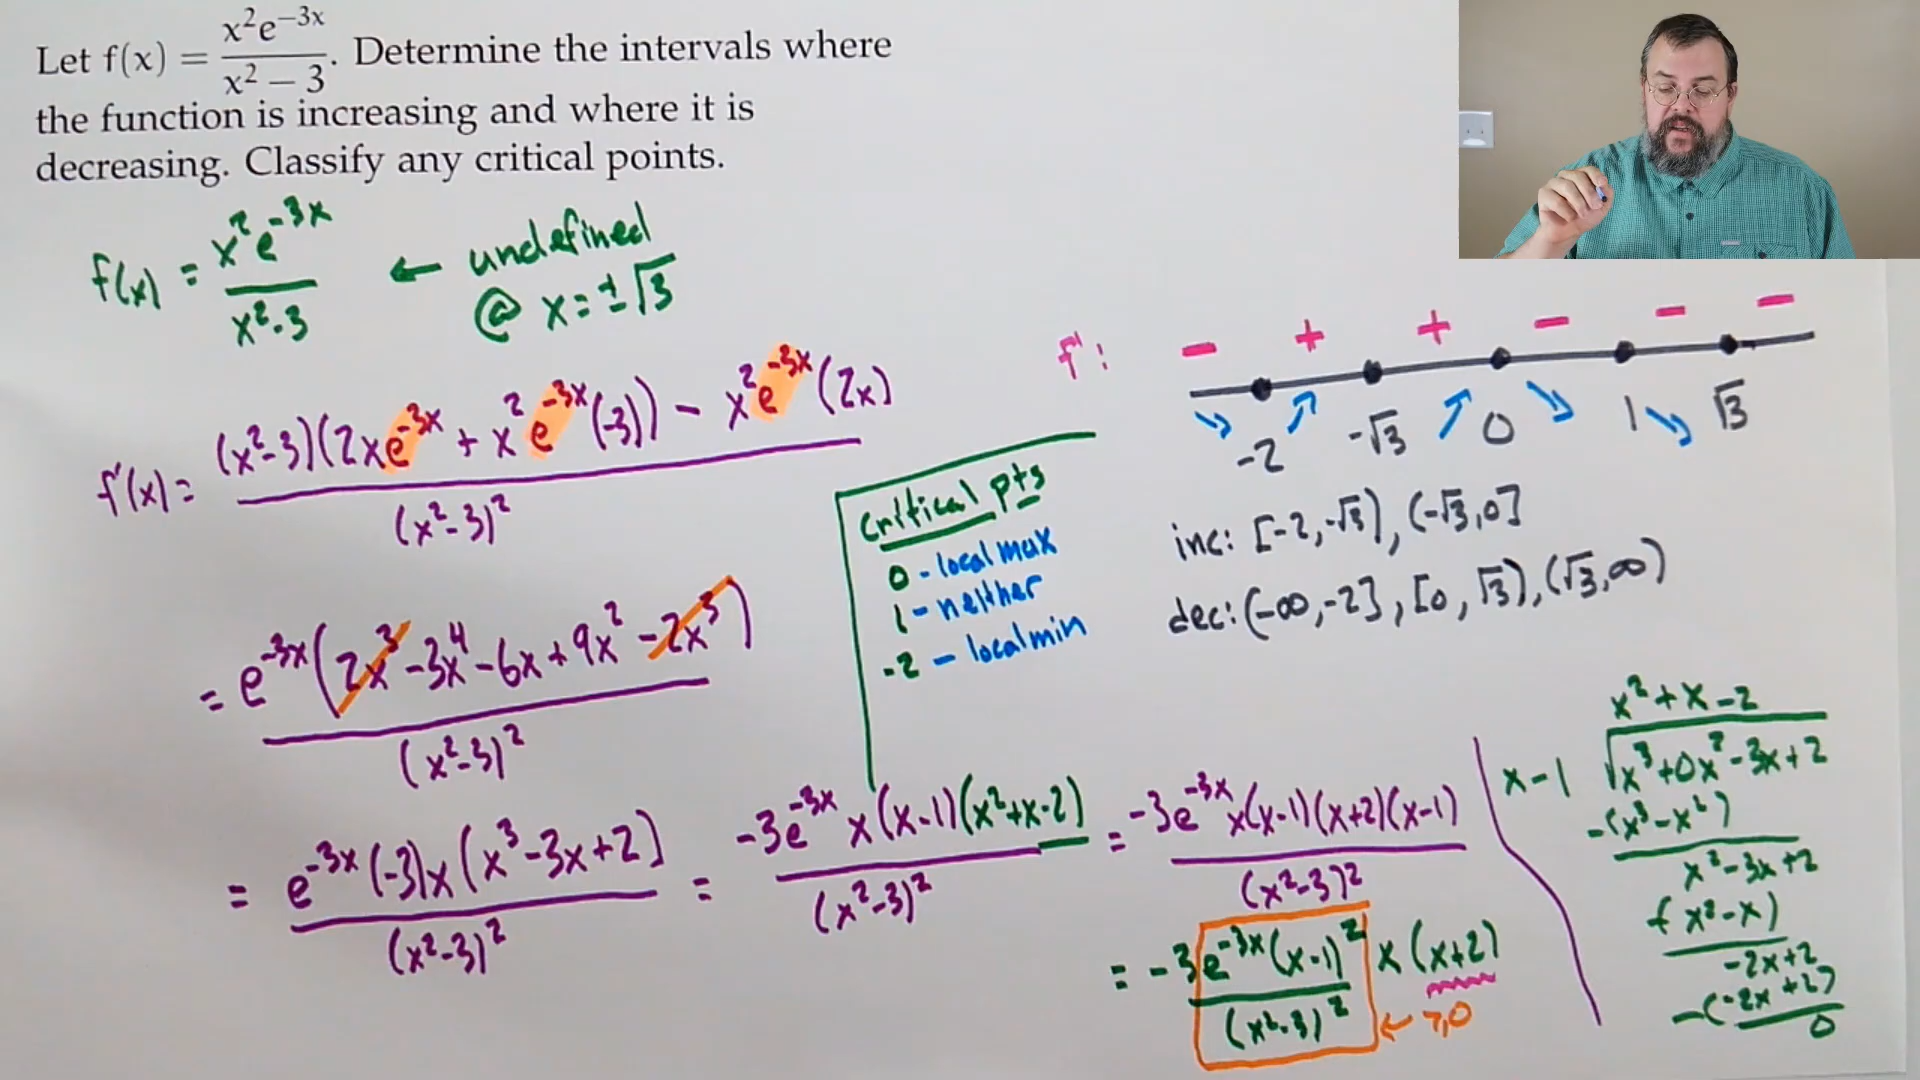 Let f(x) = x²e⁻³ˣ / x² − 3. Determine the intervals where
the function is increasing and where it is
decreasing. Classify any critical points.
f(x) = x²e⁻³ˣ / x²-3 ← undefined
@ x=±√3
f'(x) = (x²-3)(2xe⁻³ˣ + x²e⁻³ˣ(-3)) - x²e⁻³ˣ(2x) / (x²-3)²
= e⁻³ˣ(2x³-3x⁴-6x+9x²-2x³) / (x²-3)²
= e⁻³ˣ(-3)x(x³-3x+2) / (x²-3)² = -3e⁻³ˣx(x-1)(x²+x-2) / (x²-3)² = -3e⁻³ˣx(x-1)(x+2)(x-1) / (x²-3)²
= -3 e⁻³ˣ(x-1)² / (x²-3)² x(x+2)
← ≥0
critical pts
0 - local max
1 - neither
-2 - local min
f': - + + - - -
↘ -2 ↗ -√3 ↗ 0 ↘ 1 ↘ √3
inc: [-2,-√3), (-√3,0]
dec: (-∞,-2], [0,√3), (√3,∞)
x²+x-2
x-1 √x³+0x²-3x+2
-(x³-x²)
x²-3x+2
-(x²-x)
-2x+2
-(-2x+2)
0